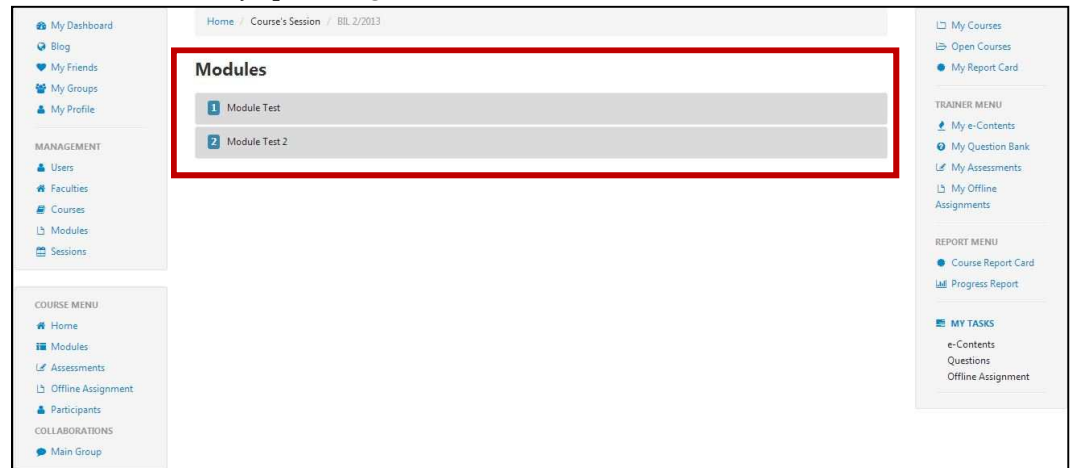 My Dashboard
Blog
My Friends
My Groups
My Profile
MANAGEMENT
Users
Faculties
Courses
Modules
Sessions
COURSE MENU
Home
Modules
Assessments
Offline Assignment
Participants
COLLABORATIONS
Main Group
Home / Course's Session / BIL 2/2013
Modules
1 Module Test
2 Module Test 2
My Courses
Open Courses
My Report Card
TRAINER MENU
My e-Contents
My Question Bank
My Assessments
My Offline
Assignments
REPORT MENU
Course Report Card
Progress Report
MY TASKS
e-Contents
Questions
Offline Assignment